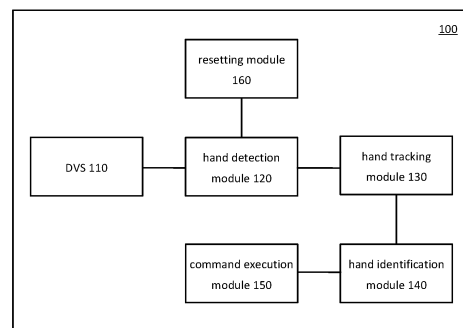 100
resetting module
160
DVS 110
hand detection
module 120
hand tracking
module 130
command execution
module 150
hand identification
module 140